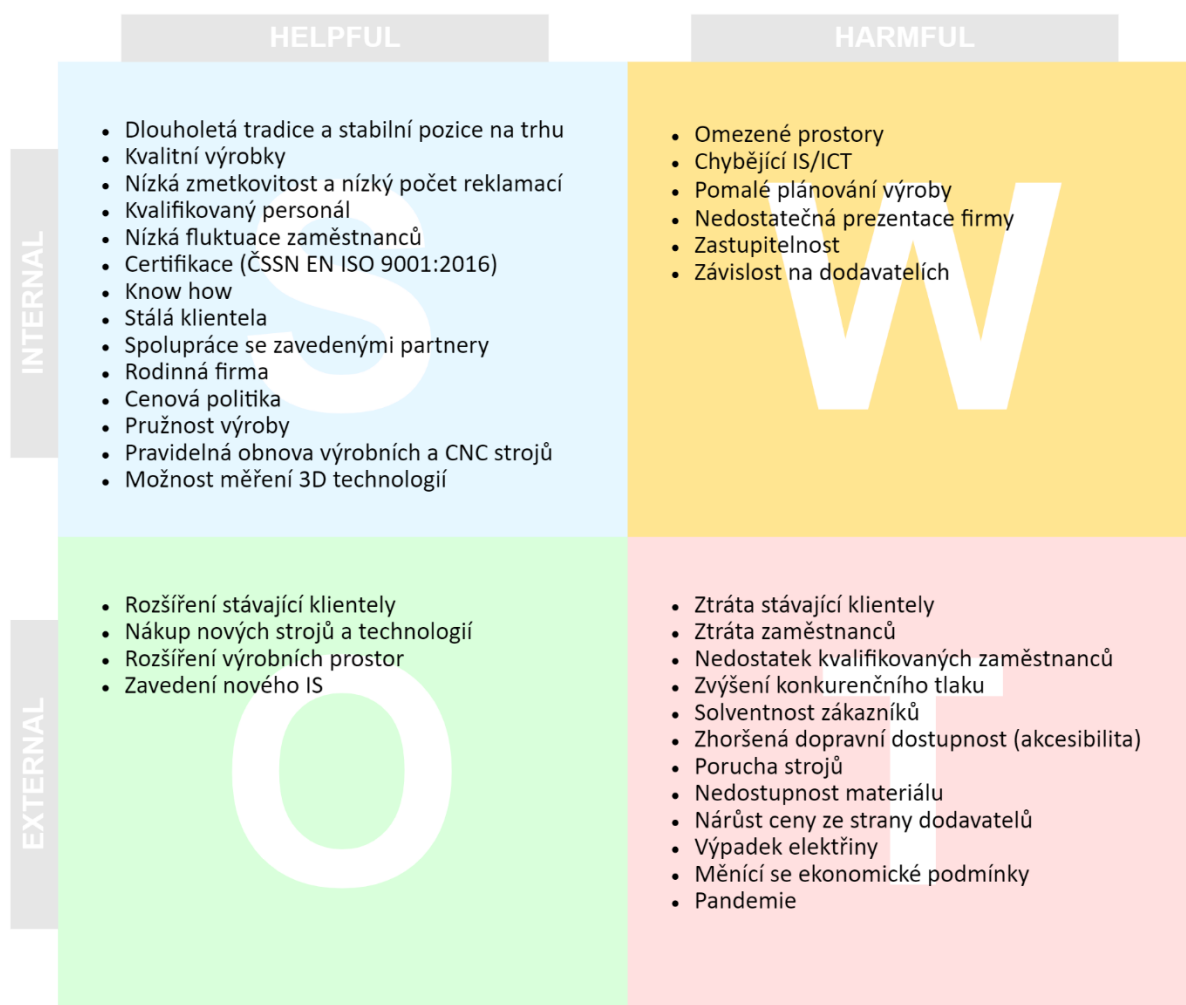 HELPFUL
HARMFUL
INTERNAL
S
• Dlouholetá tradice a stabilní pozice na trhu
• Kvalitní výrobky
• Nízká zmetkovitost a nízký počet reklamací
• Kvalifikovaný personál
• Nízká fluktuace zaměstnanců
• Certifikace (ČSSN EN ISO 9001:2016)
• Know how
• Stálá klientela
• Spolupráce se zavedenými partnery
• Rodinná firma
• Cenová politika
• Pružnost výroby
• Pravidelná obnova výrobních a CNC strojů
• Možnost měření 3D technologií
W
• Omezené prostory
• Chybějící IS/ICT
• Pomalé plánování výroby
• Nedostatečná prezentace firmy
• Zastupitelnost
• Závislost na dodavatelích
EXTERNAL
O
• Rozšíření stávající klientely
• Nákup nových strojů a technologií
• Rozšíření výrobních prostor
• Zavedení nového IS
T
• Ztráta stávající klientely
• Ztráta zaměstnanců
• Nedostatek kvalifikovaných zaměstnanců
• Zvýšení konkurenčního tlaku
• Solventnost zákazníků
• Zhoršená dopravní dostupnost (akcesibilita)
• Porucha strojů
• Nedostupnost materiálu
• Nárůst ceny ze strany dodavatelů
• Výpadek elektřiny
• Měnící se ekonomické podmínky
• Pandemie